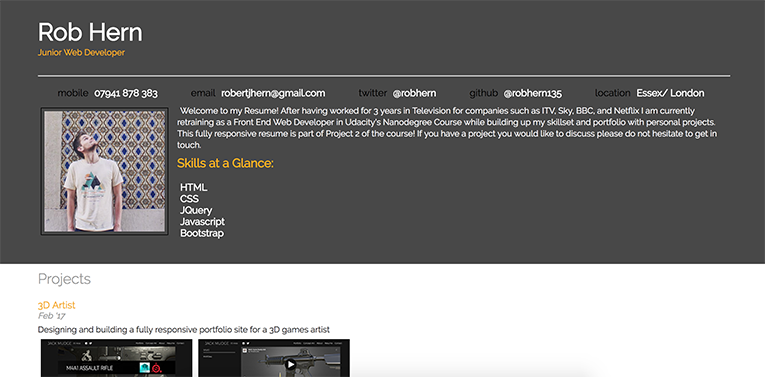 Rob Hern
Junior Web Developer
mobile 07941 878 383 email robertjhern@gmail.com twitter @robhern github @robhern135 location Essex/ London
Welcome to my Resume! After having worked for 3 years in Television for companies such as ITV, Sky, BBC, and Netflix I am currently
retraining as a Front End Web Developer in Udacity's Nanodegree Course while building up my skillset and portfolio with personal projects.
This fully responsive resume is part of Project 2 of the course! If you have a project you would like to discuss please do not hesitate to get in
touch.
Skills at a Glance:
HTML
CSS
JQuery
Javascript
Bootstrap
Projects
3D Artist
Feb '17
Designing and building a fully responsive portfolio site for a 3D games artist
JACK MUDGE
JACK MUDGE
M4A1 ASSAULT RIFLE